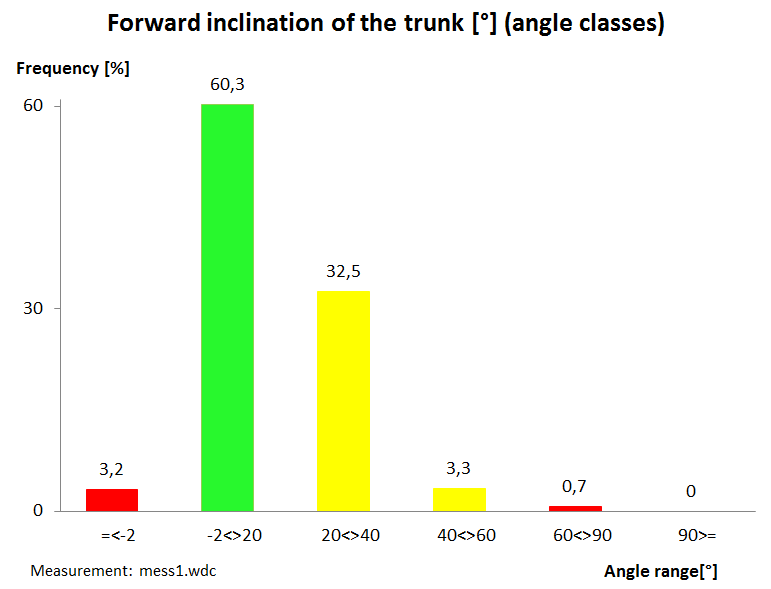 Forward inclination of the trunk [°] (angle classes)
Frequency [%]
60,3
60
32,5
30
3,2
3,3
0,7
0
0
=<-2 -2<>20 20<>40 40<>60 60<>90 90>=
Measurement: mess1.wdc
Angle range[°]